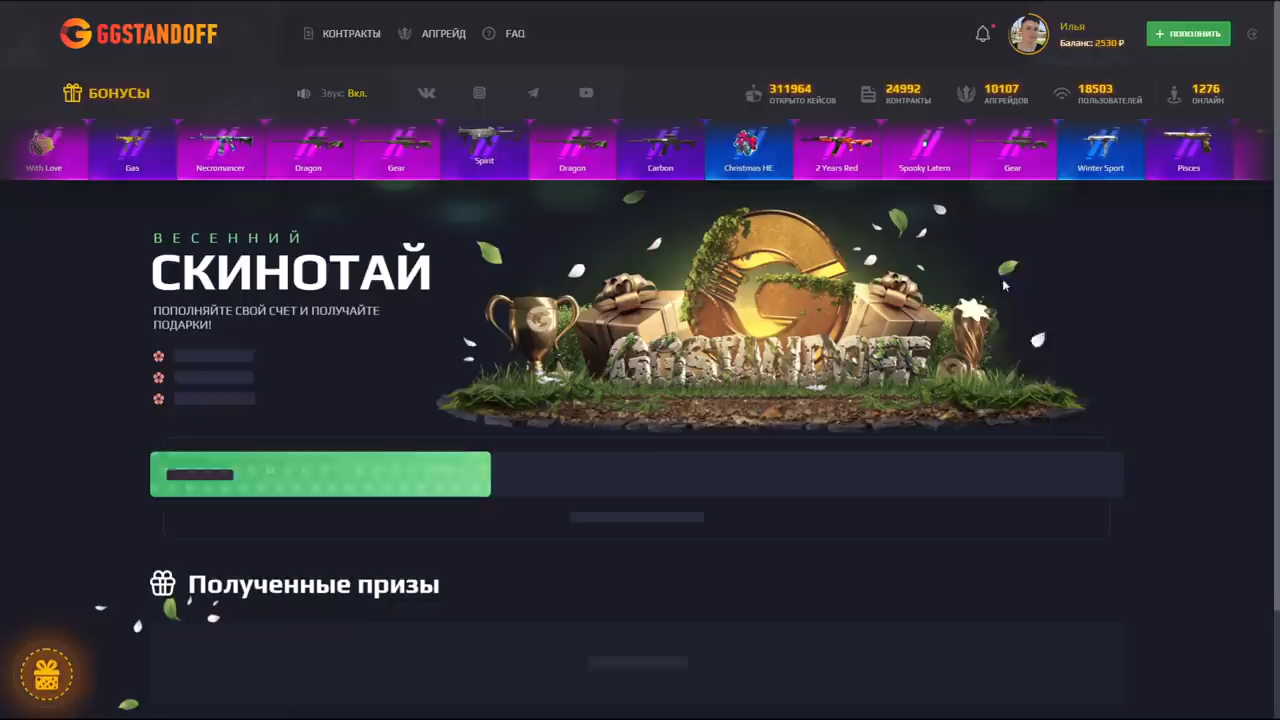 GGSTANDOFF
КОНТРАКТЫ
АПГРЕЙД
FAQ
Илья
Баланс: 2530 ₽
+ ПОПОЛНИТЬ
БОНУСЫ
Звук: Вкл.
311964
ОТКРЫТО КЕЙСОВ
24992
КОНТРАКТЫ
10107
АПГРЕЙДОВ
18503
ПОЛЬЗОВАТЕЛЕЙ
1276
ОНЛАЙН
With Love
Gas
Necromancer
Dragon
Gear
Spirit
Dragon
Carbon
Christmas HE
2 Years Red
Spooky Latern
Gear
Winter Sport
Pisces
ВЕСЕННИЙ
СКИНОТАЙ
ПОПОЛНЯЙТЕ СВОЙ СЧЕТ И ПОЛУЧАЙТЕ
ПОДАРКИ!
GGSTANDOFF
Полученные призы